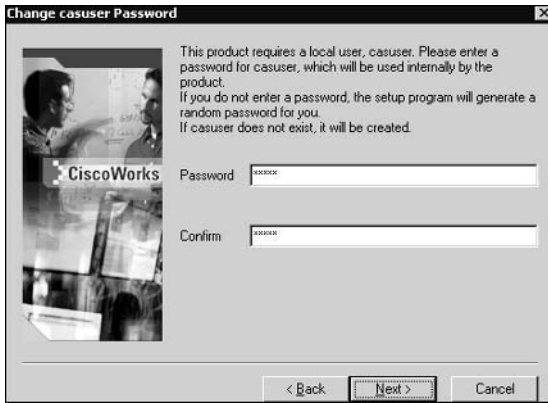 Change casuser Password
This product requires a local user, casuser. Please enter a
password for casuser, which will be used internally by the
product.
If you do not enter a password, the setup program will generate a
random password for you.
If casuser does not exist, it will be created.
CiscoWorks
Password
*****
Confirm
*****
< Back
Next >
Cancel